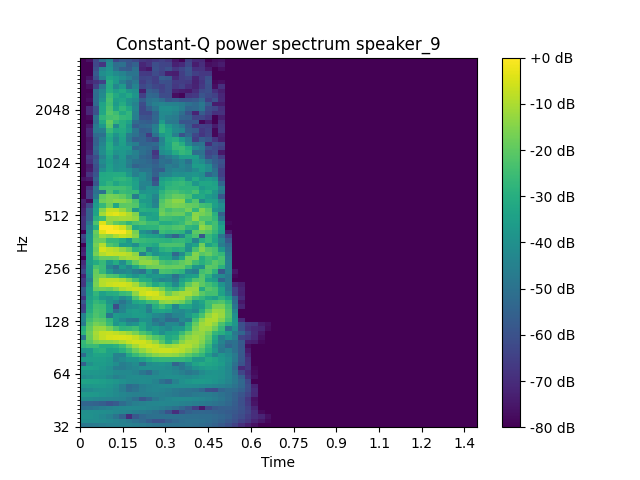 Constant-Q power spectrum speaker_9
Hz
2048
1024
512
256
128
64
32
0 0.15 0.3 0.45 0.6 0.75 0.9 1.1 1.2 1.4
Time
+0 dB
-10 dB
-20 dB
-30 dB
-40 dB
-50 dB
-60 dB
-70 dB
-80 dB